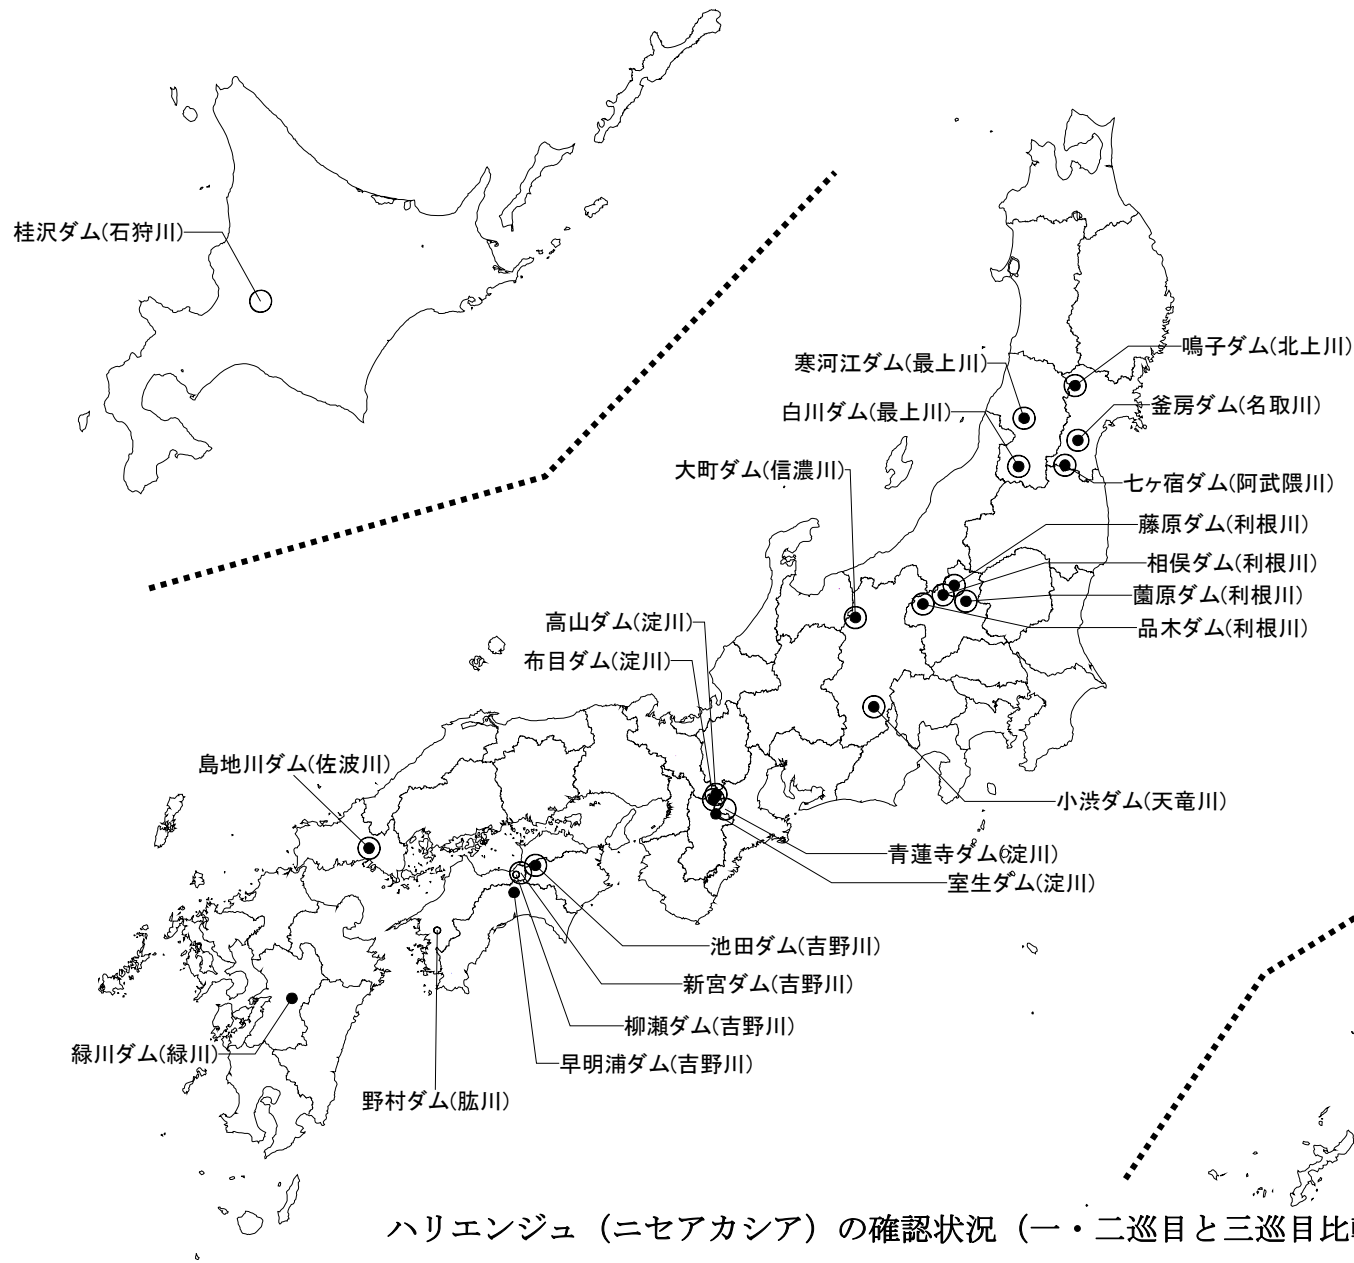 桂沢ダム(石狩川)
鳴子ダム(北上川)
寒河江ダム(最上川)
釜房ダム(名取川)
白川ダム(最上川)
大町ダム(信濃川)
七ヶ宿ダム(阿武隈川)
藤原ダム(利根川)
相俣ダム(利根川)
薗原ダム(利根川)
高山ダム(淀川)
品木ダム(利根川)
布目ダム(淀川)
島地川ダム(佐波川)
小渋ダム(天竜川)
青蓮寺ダム(淀川)
室生ダム(淀川)
池田ダム(吉野川)
新宮ダム(吉野川)
柳瀬ダム(吉野川)
緑川ダム(緑川)
早明浦ダム(吉野川)
野村ダム(肱川)
ハリエンジュ（ニセアカシア）の確認状況（一・二巡目と三巡目比